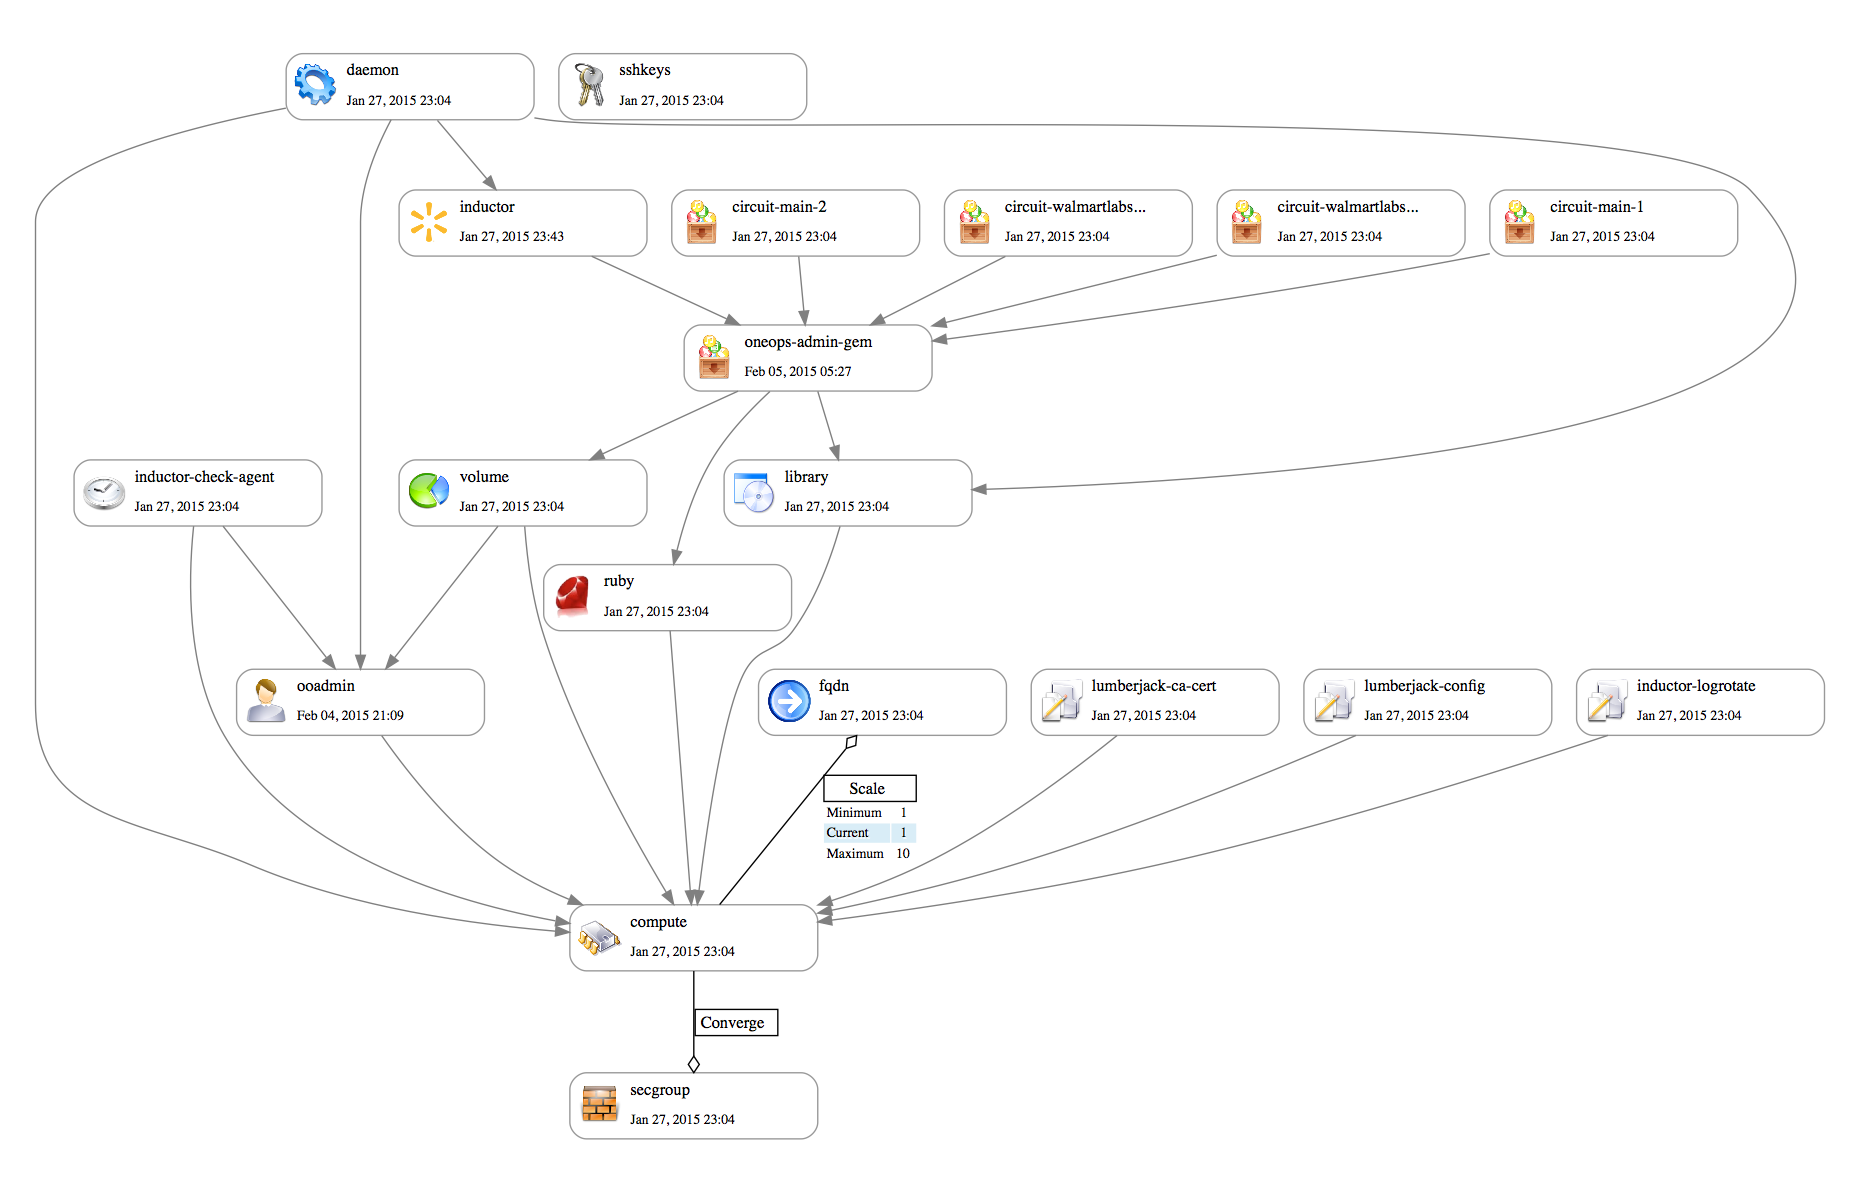 daemon
Jan 27, 2015 23:04
sshkeys
Jan 27, 2015 23:04
inductor
Jan 27, 2015 23:43
circuit-main-2
Jan 27, 2015 23:04
circuit-walmartlabs...
Jan 27, 2015 23:04
circuit-walmartlabs...
Jan 27, 2015 23:04
circuit-main-1
Jan 27, 2015 23:04
oneops-admin-gem
Feb 05, 2015 05:27
inductor-check-agent
Jan 27, 2015 23:04
volume
Jan 27, 2015 23:04
library
Jan 27, 2015 23:04
ruby
Jan 27, 2015 23:04
ooadmin
Feb 04, 2015 21:09
fqdn
Jan 27, 2015 23:04
lumberjack-ca-cert
Jan 27, 2015 23:04
lumberjack-config
Jan 27, 2015 23:04
inductor-logrotate
Jan 27, 2015 23:04
Scale
Minimum 1
Current 1
Maximum 10
compute
Jan 27, 2015 23:04
Converge
secgroup
Jan 27, 2015 23:04